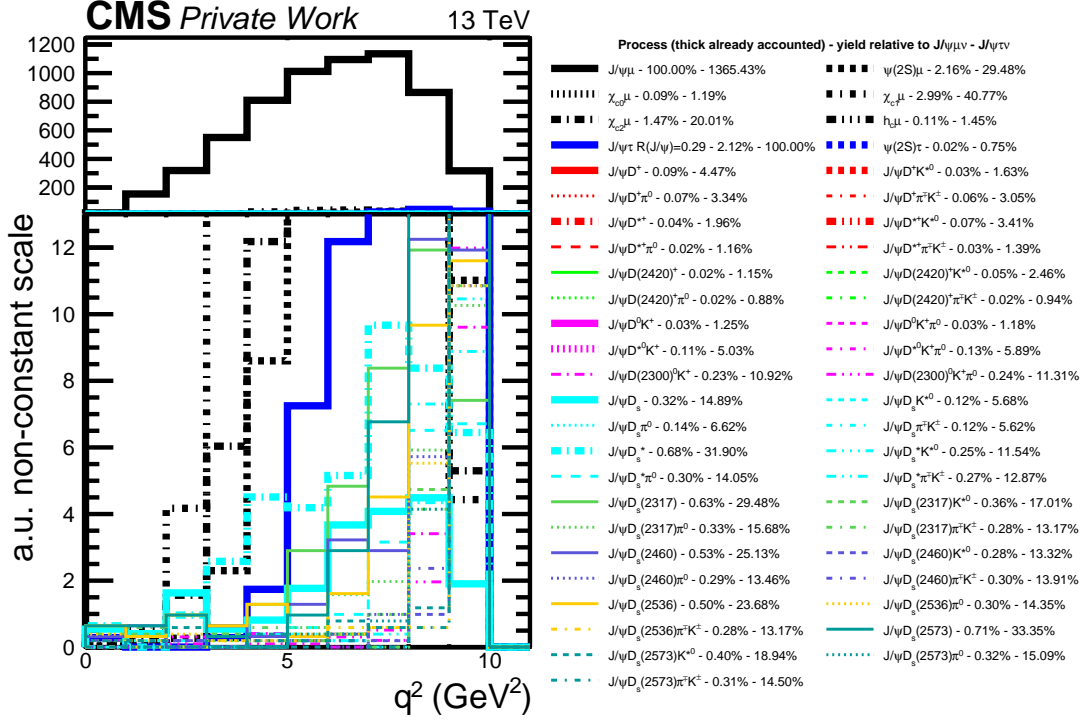 CMS Private Work 13 TeV
1200
1000
800
600
400
200
12
10
8
6
4
2
0
0 5 10
a.u. non-constant scale
q² (GeV²)
Process (thick already accounted) - yield relative to J/ψμν - J/ψτν
J/ψμ - 100.00% - 1365.43%
ψ(2S)μ - 2.16% - 29.48%
χc0μ - 0.09% - 1.19%
χc1μ - 2.99% - 40.77%
χc2μ - 1.47% - 20.01%
hcμ - 0.11% - 1.45%
J/ψτ R(J/ψ)=0.29 - 2.12% - 100.00%
ψ(2S)τ - 0.02% - 0.75%
J/ψD⁺ - 0.09% - 4.47%
J/ψD⁺K*⁰ - 0.03% - 1.63%
J/ψD⁺π⁰ - 0.07% - 3.34%
J/ψD⁺π∓K± - 0.06% - 3.05%
J/ψD*⁺ - 0.04% - 1.96%
J/ψD*⁺K*⁰ - 0.07% - 3.41%
J/ψD*⁺π⁰ - 0.02% - 1.16%
J/ψD*⁺π∓K± - 0.03% - 1.39%
J/ψD(2420)⁺ - 0.02% - 1.15%
J/ψD(2420)⁺K*⁰ - 0.05% - 2.46%
J/ψD(2420)⁺π⁰ - 0.02% - 0.88%
J/ψD(2420)⁺π∓K± - 0.02% - 0.94%
J/ψD⁰K⁺ - 0.03% - 1.25%
J/ψD⁰K⁺π⁰ - 0.03% - 1.18%
J/ψD*⁰K⁺ - 0.11% - 5.03%
J/ψD*⁰K⁺π⁰ - 0.13% - 5.89%
J/ψD(2300)⁰K⁺ - 0.23% - 10.92%
J/ψD(2300)⁰K⁺π⁰ - 0.24% - 11.31%
J/ψDs - 0.32% - 14.89%
J/ψDsK*⁰ - 0.12% - 5.68%
J/ψDsπ⁰ - 0.14% - 6.62%
J/ψDsπ∓K± - 0.12% - 5.62%
J/ψDs* - 0.68% - 31.90%
J/ψDs*K*⁰ - 0.25% - 11.54%
J/ψDs*π⁰ - 0.30% - 14.05%
J/ψDs*π∓K± - 0.27% - 12.87%
J/ψDs(2317) - 0.63% - 29.48%
J/ψDs(2317)K*⁰ - 0.36% - 17.01%
J/ψDs(2317)π⁰ - 0.33% - 15.68%
J/ψDs(2317)π∓K± - 0.28% - 13.17%
J/ψDs(2460) - 0.53% - 25.13%
J/ψDs(2460)K*⁰ - 0.28% - 13.32%
J/ψDs(2460)π⁰ - 0.29% - 13.46%
J/ψDs(2460)π∓K± - 0.30% - 13.91%
J/ψDs(2536) - 0.50% - 23.68%
J/ψDs(2536)π⁰ - 0.30% - 14.35%
J/ψDs(2536)π∓K± - 0.28% - 13.17%
J/ψDs(2573) - 0.71% - 33.35%
J/ψDs(2573)K*⁰ - 0.40% - 18.94%
J/ψDs(2573)π⁰ - 0.32% - 15.09%
J/ψDs(2573)π∓K± - 0.31% - 14.50%